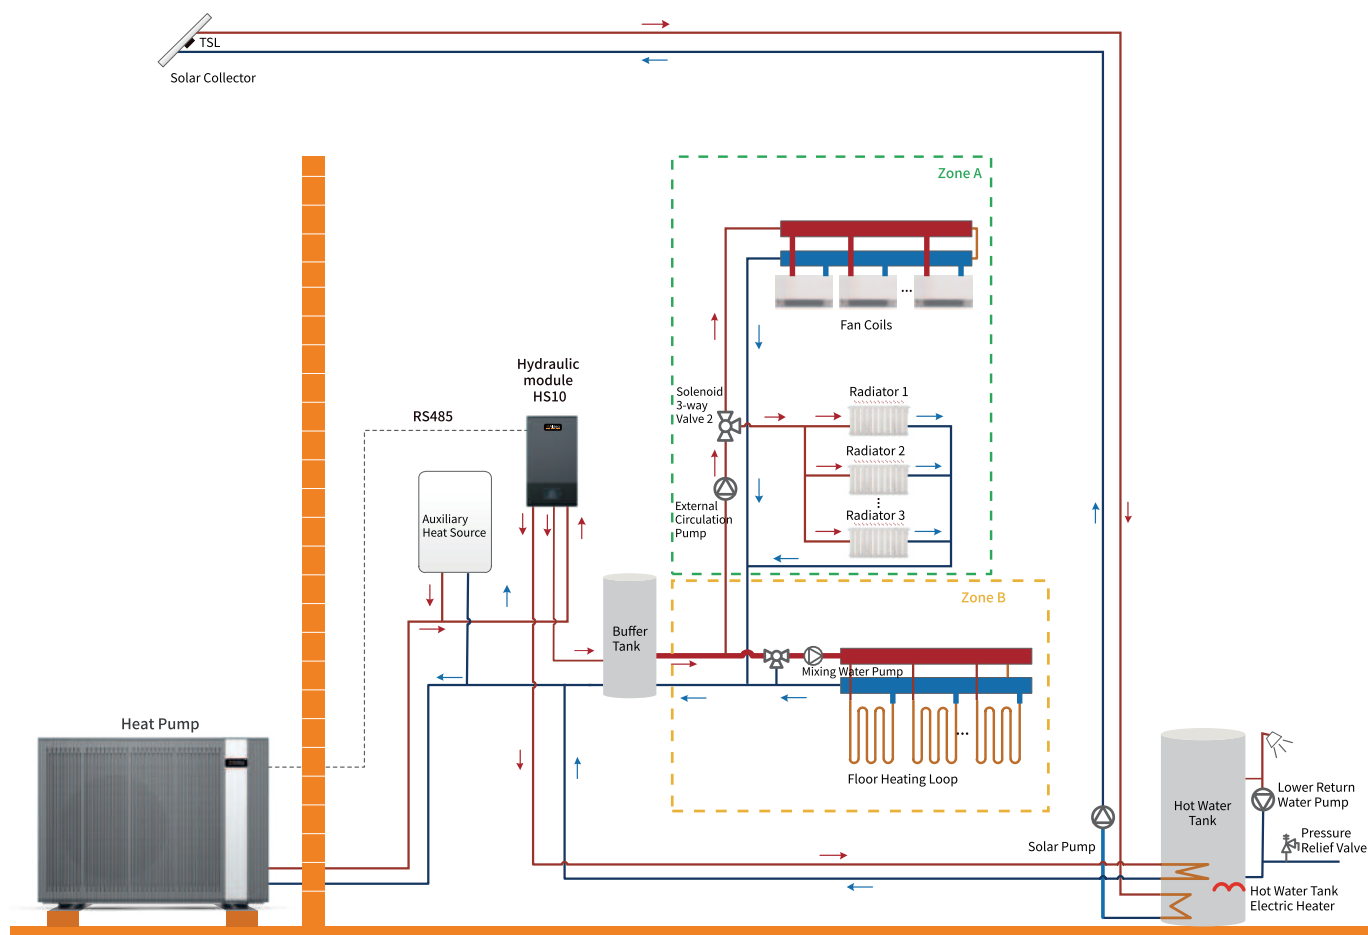 TSL
Solar Collector
Zone A
Fan Coils
Hydraulic
module
HS10
RS485
Solenoid
3-way
Valve 2
Radiator 1
Radiator 2
Radiator 3
Auxiliary
Heat Source
External
Circulation
Pump
Zone B
Buffer
Tank
Mixing Water Pump
Floor Heating Loop
Heat Pump
Hot Water
Tank
Lower Return
Water Pump
Solar Pump
Pressure
Relief Valve
Hot Water Tank
Electric Heater